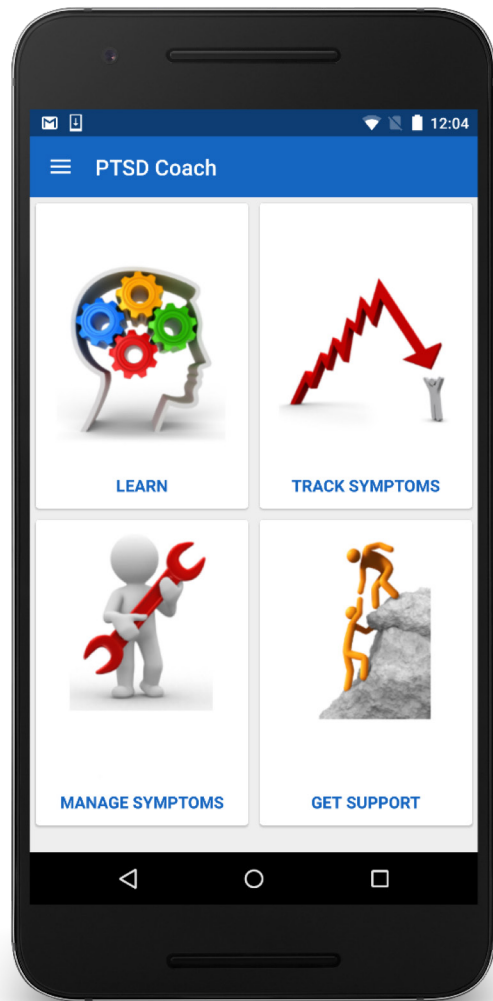 12:04
PTSD Coach
LEARN
TRACK SYMPTOMS
MANAGE SYMPTOMS
GET SUPPORT